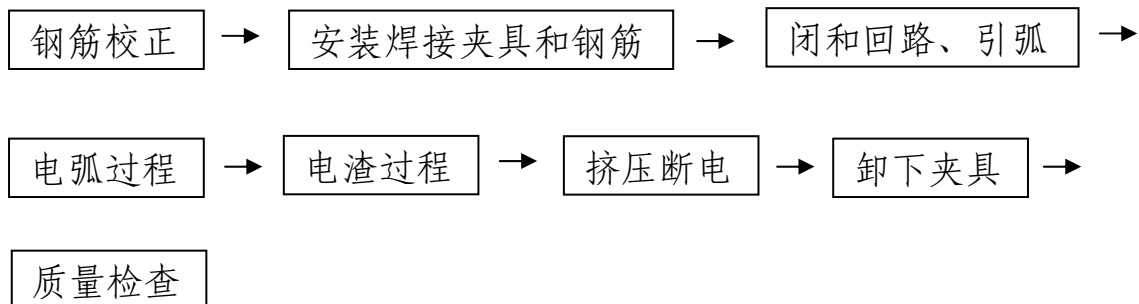 钢筋校正 → 安装焊接夹具和钢筋 → 闭和回路、引弧 →
电弧过程 → 电渣过程 → 挤压断电 → 卸下夹具 →
质量检查